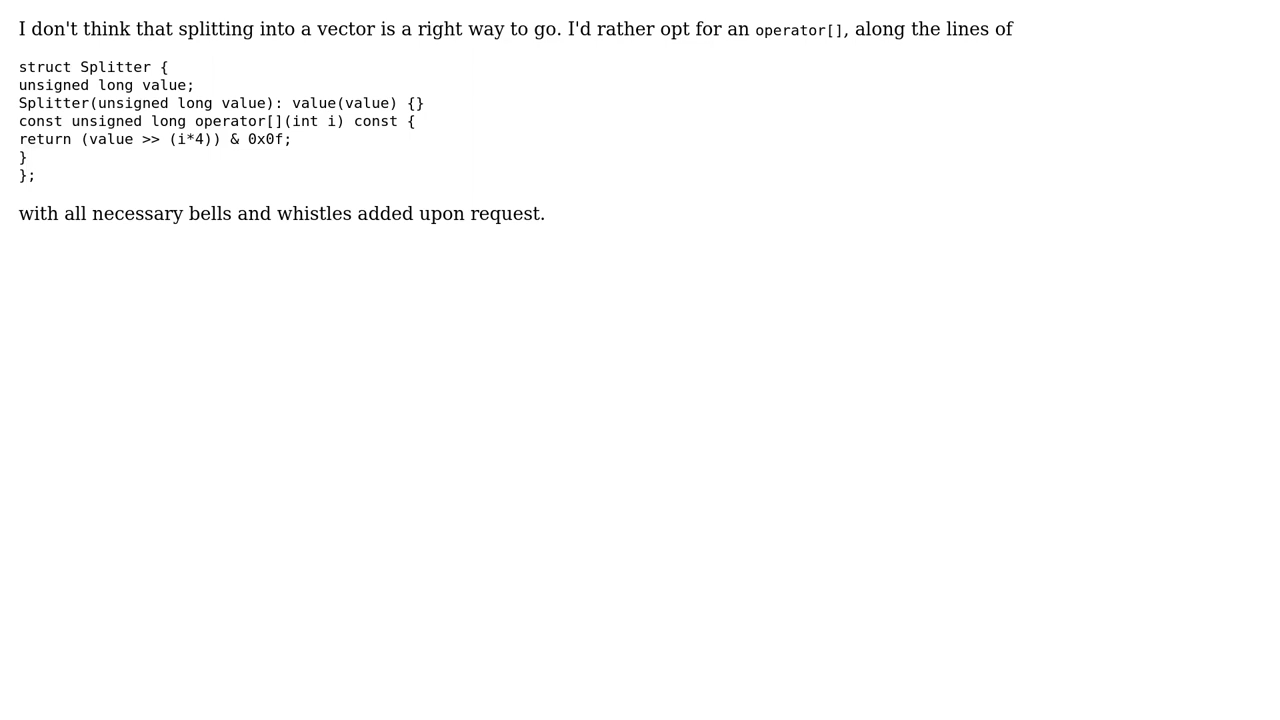 I don't think that splitting into a vector is a right way to go. I'd rather opt for an operator[], along the lines of
struct Splitter {
unsigned long value;
Splitter(unsigned long value): value(value) {}
const unsigned long operator[](int i) const {
return (value >> (i*4)) & 0x0f;
}
};
with all necessary bells and whistles added upon request.